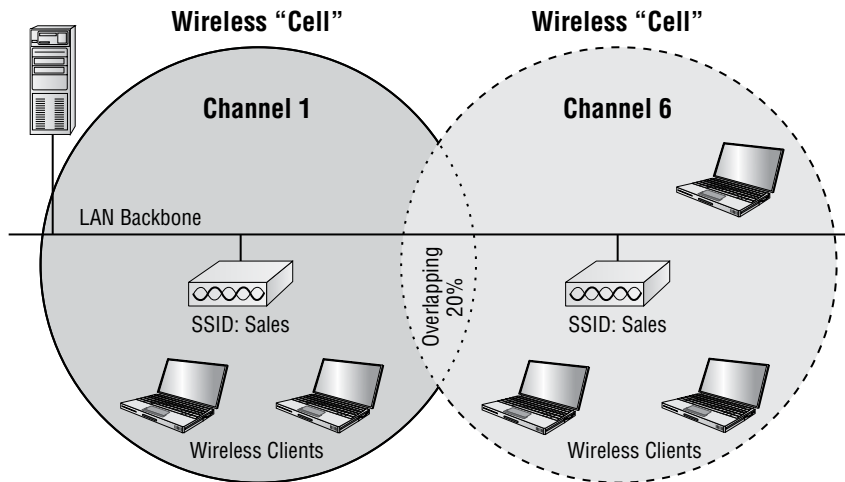 Wireless “Cell”
Wireless “Cell”
Channel 1
Channel 6
LAN Backbone
Overlapping
20%
SSID: Sales
SSID: Sales
Wireless Clients
Wireless Clients